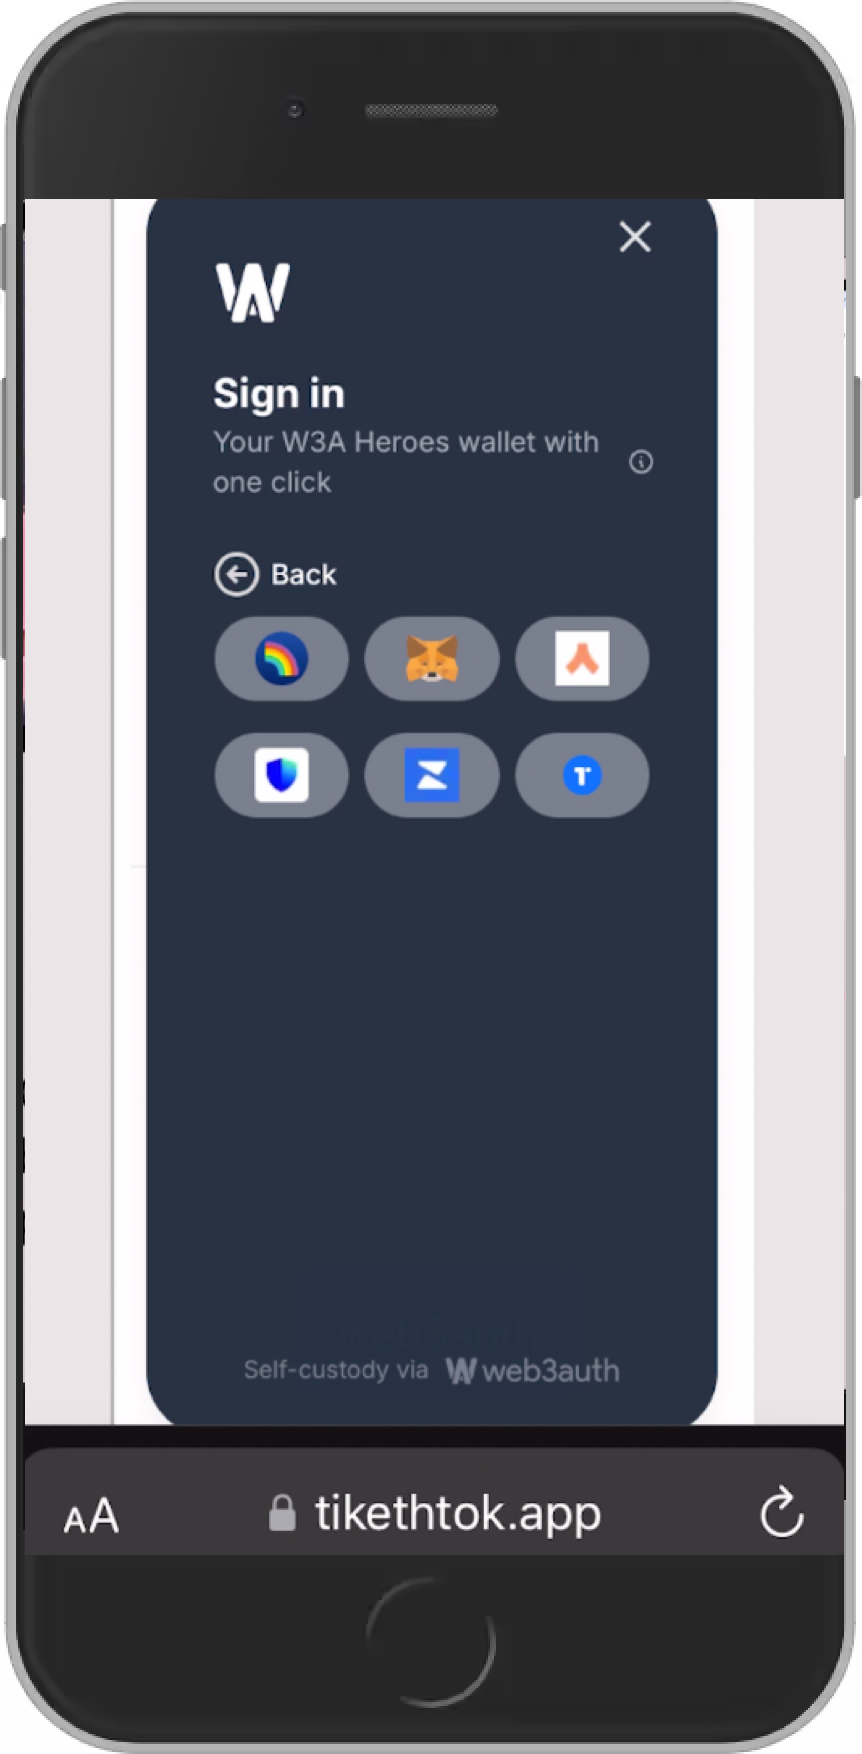 Sign in
Your W3A Heroes wallet with
one click
Back
Self-custody via web3auth
AA
tikethtok.app